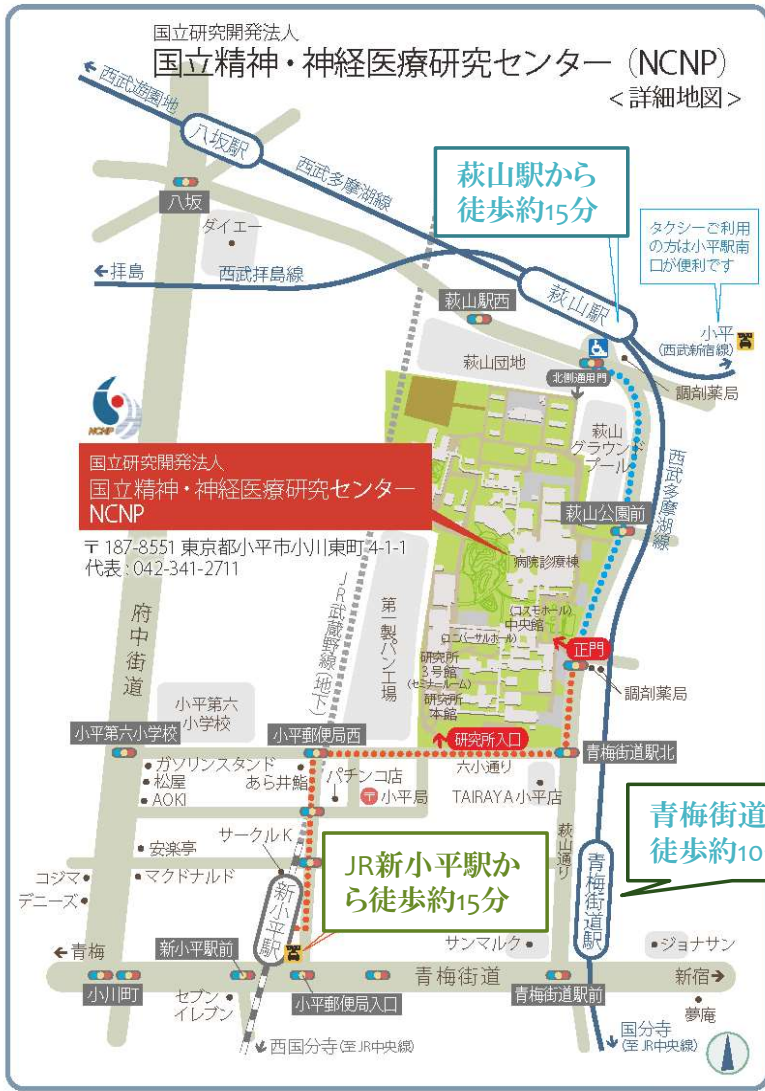 国立研究開発法人
国立精神・神経医療研究センター（NCNP）
＜詳細地図＞
西武遊園地
八坂駅
西武多摩湖線
萩山駅から
徒歩約15分
八坂
ダイエー
タクシーご利用
の方は小平駅南
口が便利です
←拝島
西武拝島線
萩山駅西
萩山駅
小平
(西武新宿線)
萩山団地
北側通用門
調剤薬局
NCNP
萩山
グラウンド
プール
西武多摩湖線
国立研究開発法人
国立精神・神経医療研究センター
NCNP
萩山公園前
〒187-8551 東京都小平市小川東町 4-1-1
代表 : 042-341-2711
病院診療棟
JR武蔵野線(地下)
第一製パン工場
(コスモホール)
中央館
(ユニバーサルホール)
正門
府中街道
研究所
3号館
(セミナールーム)
研究所
本館
調剤薬局
小平第六
小学校
小平第六小学校
小平郵便局西
研究所入口
青梅街道駅北
六小通り
ガソリンスタンド
松屋
あら井鮨
AOKI
パチンコ店
〒小平局
TAIRAYA小平店
サークルK
安楽亭
萩山通り
青梅街道
徒歩約10
JR新小平駅か
ら徒歩約15分
コジマ
マクドナルド
デニーズ
新小平駅
青梅街道駅
←青梅
新小平駅前
サンマルク
ジョナサン
小川町
セブン
イレブン
小平郵便局入口
青梅街道
青梅街道駅前
新宿→
夢庵
西国分寺(至JR中央線)
国分寺
(至JR中央線)